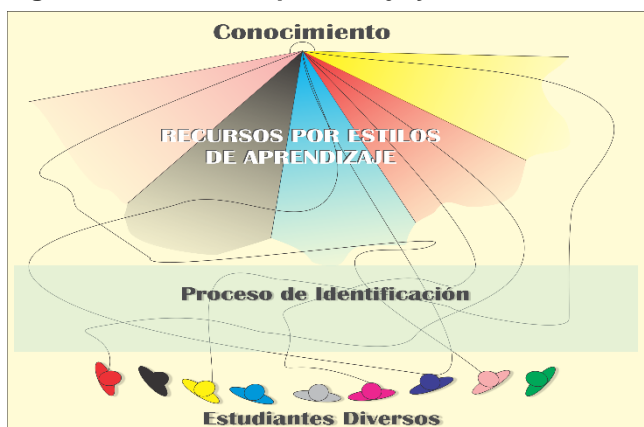 Conocimiento
RECURSOS POR ESTILOS
DE APRENDIZAJE
Proceso de Identificación
Estudiantes Diversos